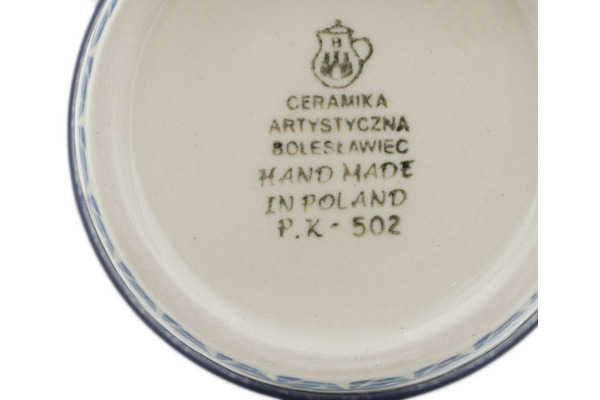 B
CERAMIKA
ARTYSTYCZNA
BOLESŁAWIEC
HAND MADE
IN POLAND
P.K - 502